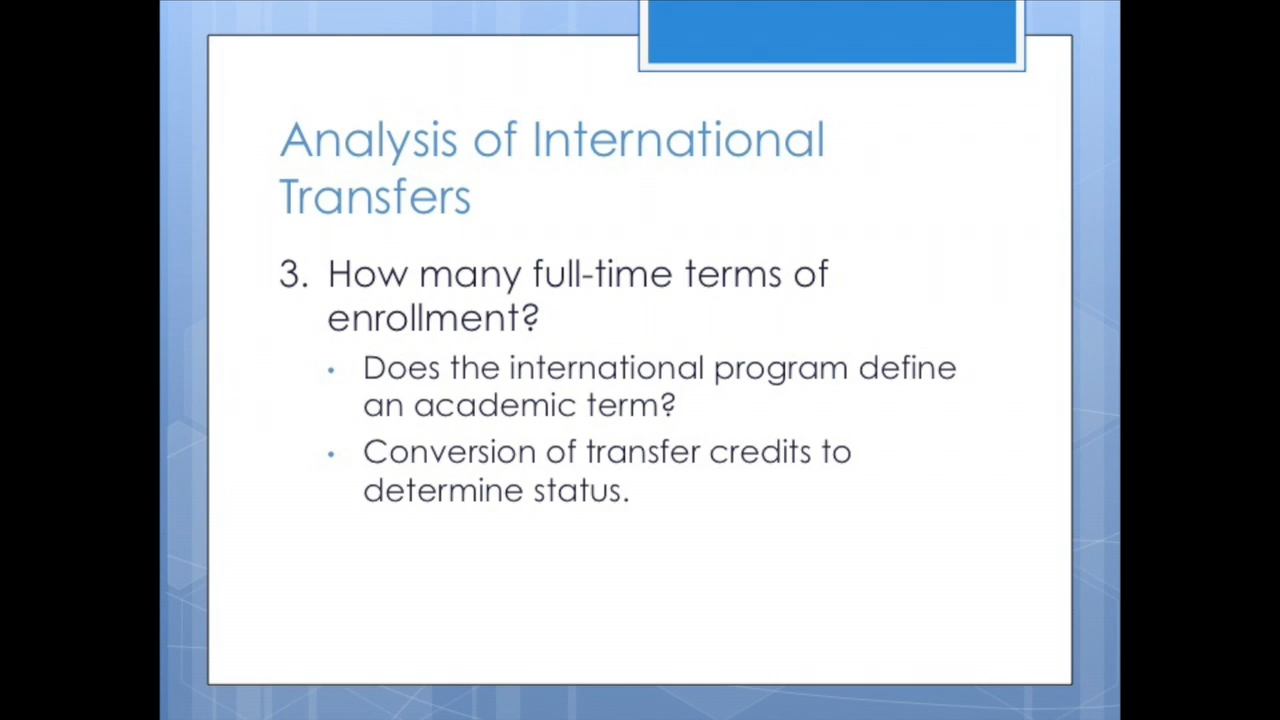 Analysis of International
Transfers
3. How many full-time terms of
enrollment?
• Does the international program define
an academic term?
• Conversion of transfer credits to
determine status.